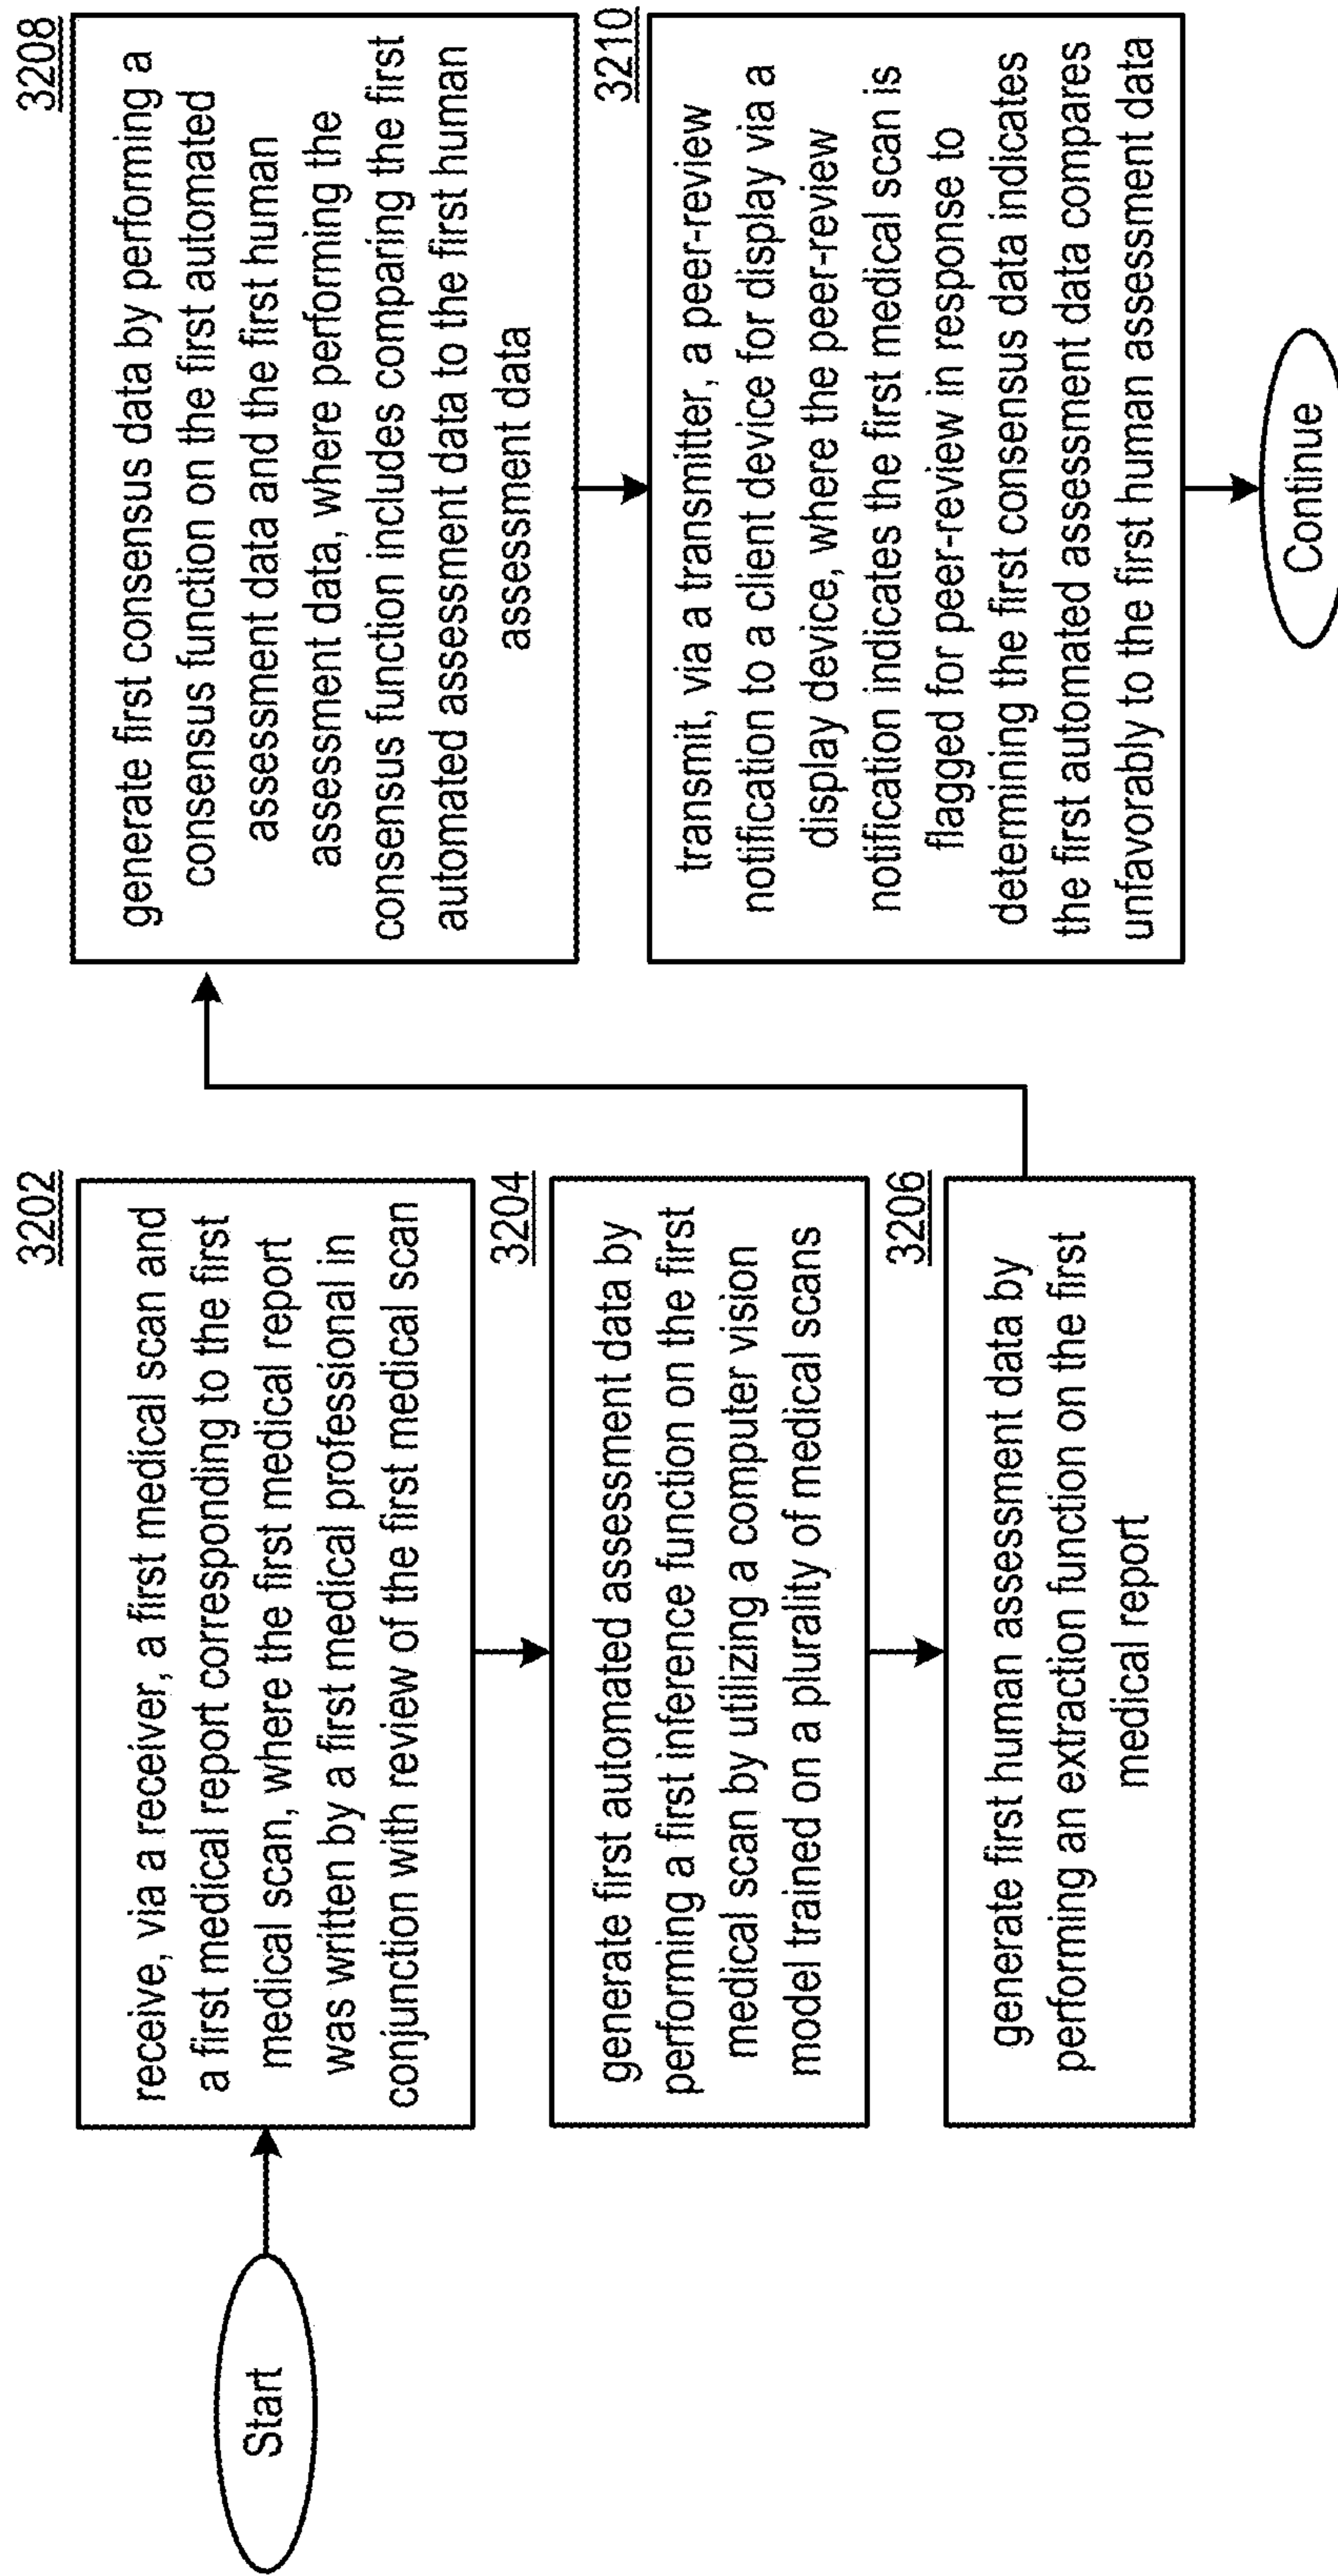 Start
3202
receive, via a receiver, a first medical scan and
a first medical report corresponding to the first
medical scan, where the first medical report
was written by a first medical professional in
conjunction with review of the first medical scan
3204
generate first automated assessment data by
performing a first inference function on the first
medical scan by utilizing a computer vision
model trained on a plurality of medical scans
3206
generate first human assessment data by
performing an extraction function on the first
medical report
3208
generate first consensus data by performing a
consensus function on the first automated
assessment data and the first human
assessment data, where performing the
consensus function includes comparing the first
automated assessment data to the first human
assessment data
3210
transmit, via a transmitter, a peer-review
notification to a client device for display via a
display device, where the peer-review
notification indicates the first medical scan is
flagged for peer-review in response to
determining the first consensus data indicates
the first automated assessment data compares
unfavorably to the first human assessment data
Continue